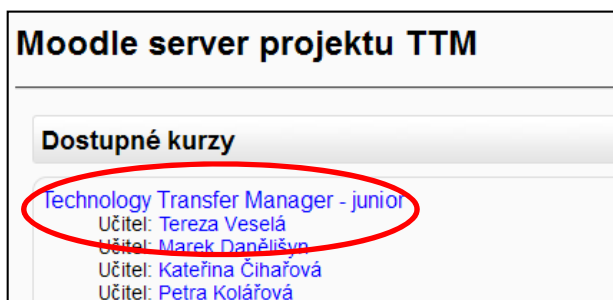 Moodle server projektu TTM
Dostupné kurzy
Technology Transfer Manager - junior
Učitel: Tereza Veselá
Učitel: Marek Danělišyn
Učitel: Kateřina Čihařová
Učitel: Petra Kolářová